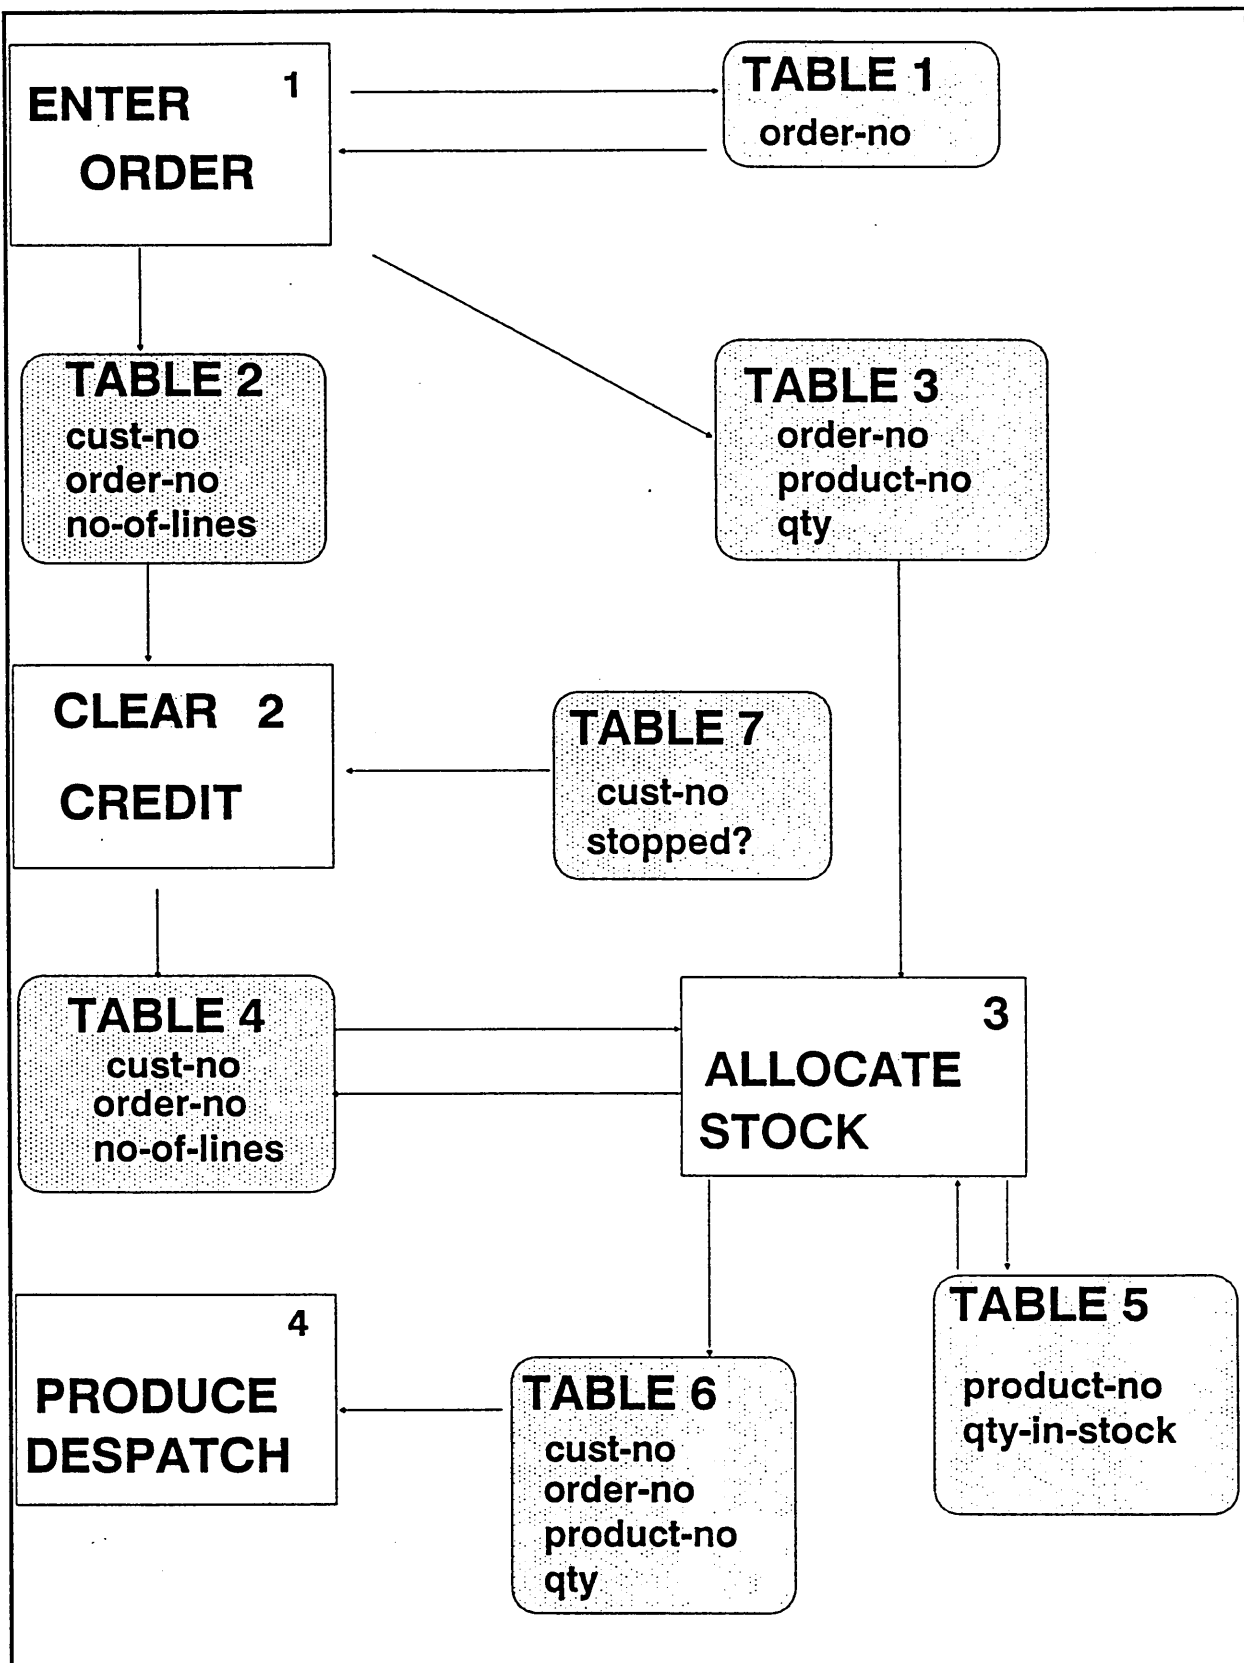 1
ENTER
ORDER
TABLE 1
order-no
TABLE 2
cust-no
order-no
no-of-lines
TABLE 3
order-no
product-no
qty
CLEAR 2
CREDIT
TABLE 7
cust-no
stopped?
TABLE 4
cust-no
order-no
no-of-lines
3
ALLOCATE
STOCK
4
PRODUCE
DESPATCH
TABLE 6
cust-no
order-no
product-no
qty
TABLE 5
product-no
qty-in-stock